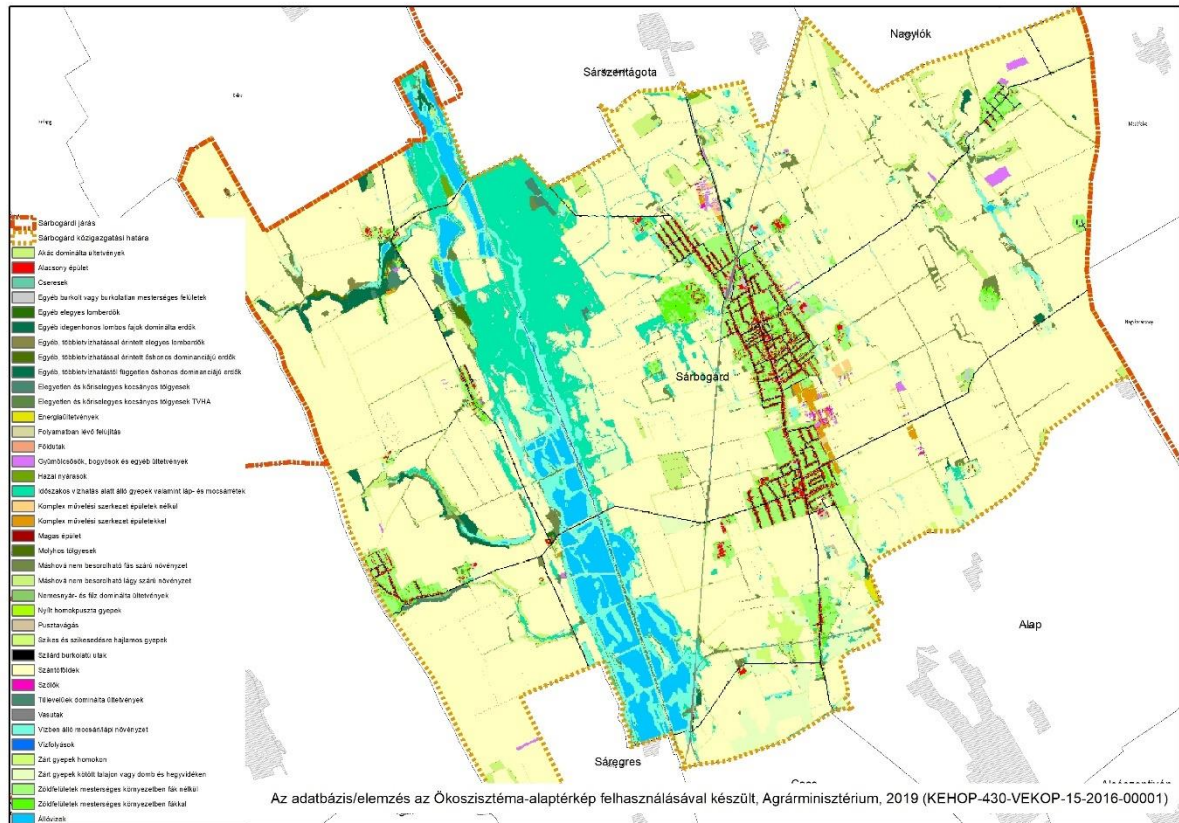 Nagylók
Sárszentágota
Sárbogárdi járás
Sárbogárd közigazgatási határa
Akác dominálta ültetvények
Alacsony épület
Cseresek
Egyéb burkolt vagy burkolatlan mesterséges felületek
Egyéb elegyes lomberdők
Egyéb idegenhonos lombos fajok dominálta erdők
Egyéb, többletvízhatással érintett elegyes lomberdők
Egyéb, többletvízhatással érintett őshonos dominanciájú erdők
Egyéb, többletvízhatástól független őshonos dominanciájú erdők
Elegyetlen és kőriselegyes kocsányos tölgyesek
Elegyetlen és kőriselegyes kocsányos tölgyesek TVHA
Energiaültetvények
Folyamatban lévő felújítás
Földutak
Gyümölcsösök, bogyósok és egyéb ültetvények
Hazai nyárasok
Időszakos vízhatás alatt álló gyepek valamint láp- és mocsárrétek
Komplex művelési szerkezet épületek nélkül
Komplex művelési szerkezet épületekkel
Magas épület
Molyhos tölgyesek
Máshová nem besorolható fás szárú növényzet
Máshová nem besorolható lágy szárú növényzet
Nemesnyár- és fűz dominálta ültetvények
Nyílt homokpuszta gyepek
Pusztavágás
Szikes és szikesedésre hajlamos gyepek
Szilárd burkolatú utak
Szántóföldek
Szőlők
Tűlevelűek dominálta ültetvények
Vasutak
Vízben álló mocsári/lápi növényzet
Vízfolyások
Zárt gyepek homokon
Zárt gyepek kötött talajon vagy domb és hegyvidéken
Zöldfelületek mesterséges környezetben fák nélkül
Zöldfelületek mesterséges környezetben fákkal
Állóvizek
Sárbogárd
Alap
Sáregres
Az adatbázis/elemzés az Ökoszisztéma-alaptérkép felhasználásával készült, Agrárminisztérium, 2019 (KEHOP-430-VEKOP-15-2016-00001)